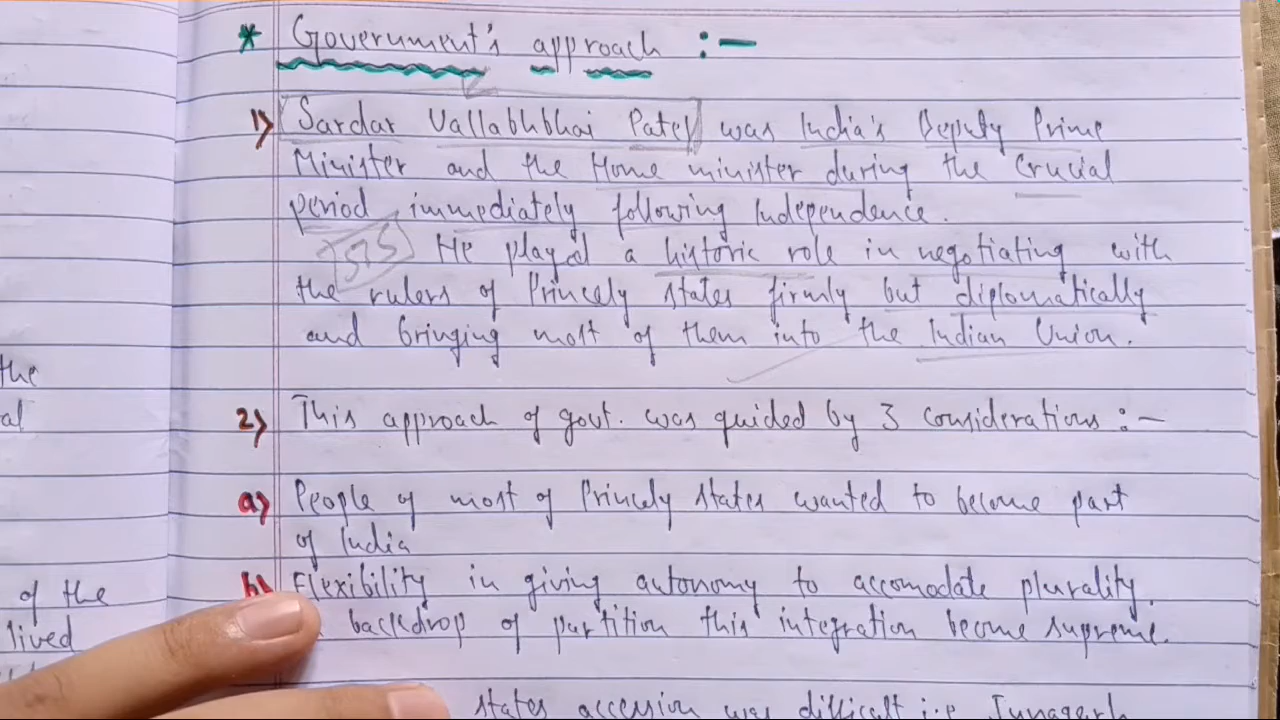 * Government's approach :-
1) Sardar Vallabhbhai Patel was India's Deputy Prime
Minister and the Home minister during the crucial
period immediately following Independence.
565 He played a historic role in negotiating with
the rulers of Princely states firmly but diplomatically
and bringing most of them into the Indian Union.
the
al
2) This approach of govt. was guided by 3 considerations :-
a) People of most of Princely states wanted to become part
of India
b) Flexibility in giving autonomy to accomodate plurality.
of the
backdrop of partition this integration become supreme.
lived
states accession was difficult i.e Junagarh